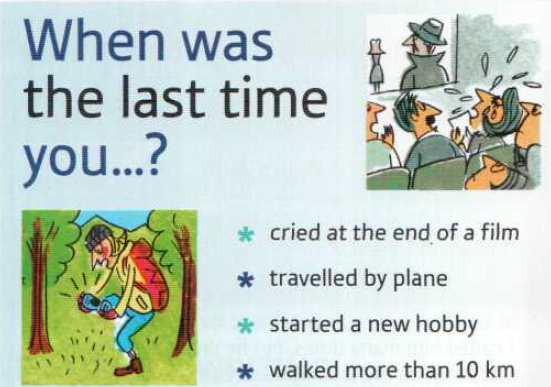 When was
the last time
you...?
* cried at the end of a film
* travelled by plane
* started a new hobby
* walked more than 10 km